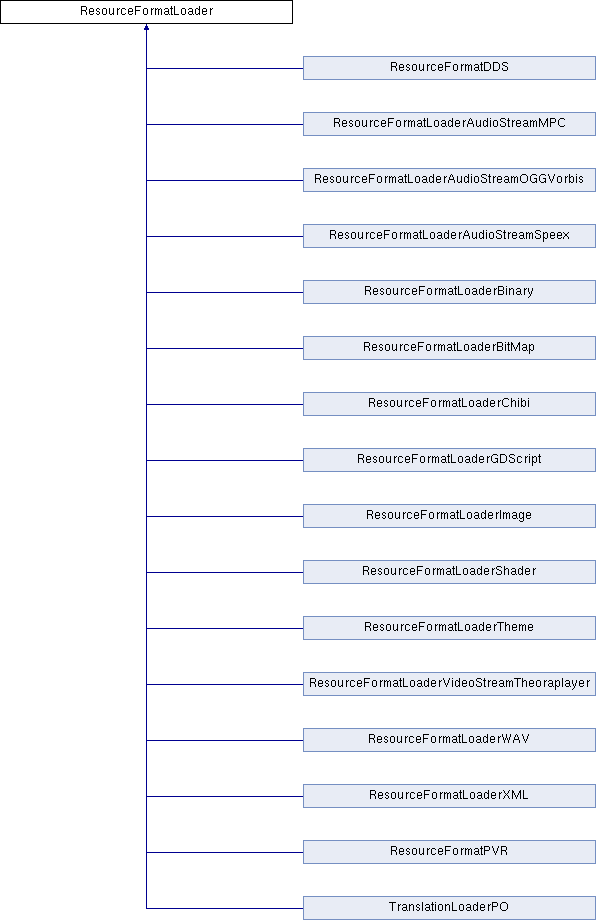 ResourceFormatLoader
ResourceFormatDDS
ResourceFormatLoaderAudioStreamMPC
ResourceFormatLoaderAudioStreamOGGVorbis
ResourceFormatLoaderAudioStreamSpeex
ResourceFormatLoaderBinary
ResourceFormatLoaderBitMap
ResourceFormatLoaderChibi
ResourceFormatLoaderGDScript
ResourceFormatLoaderImage
ResourceFormatLoaderShader
ResourceFormatLoaderTheme
ResourceFormatLoaderVideoStreamTheoraplayer
ResourceFormatLoaderWAV
ResourceFormatLoaderXML
ResourceFormatPVR
TranslationLoaderPO